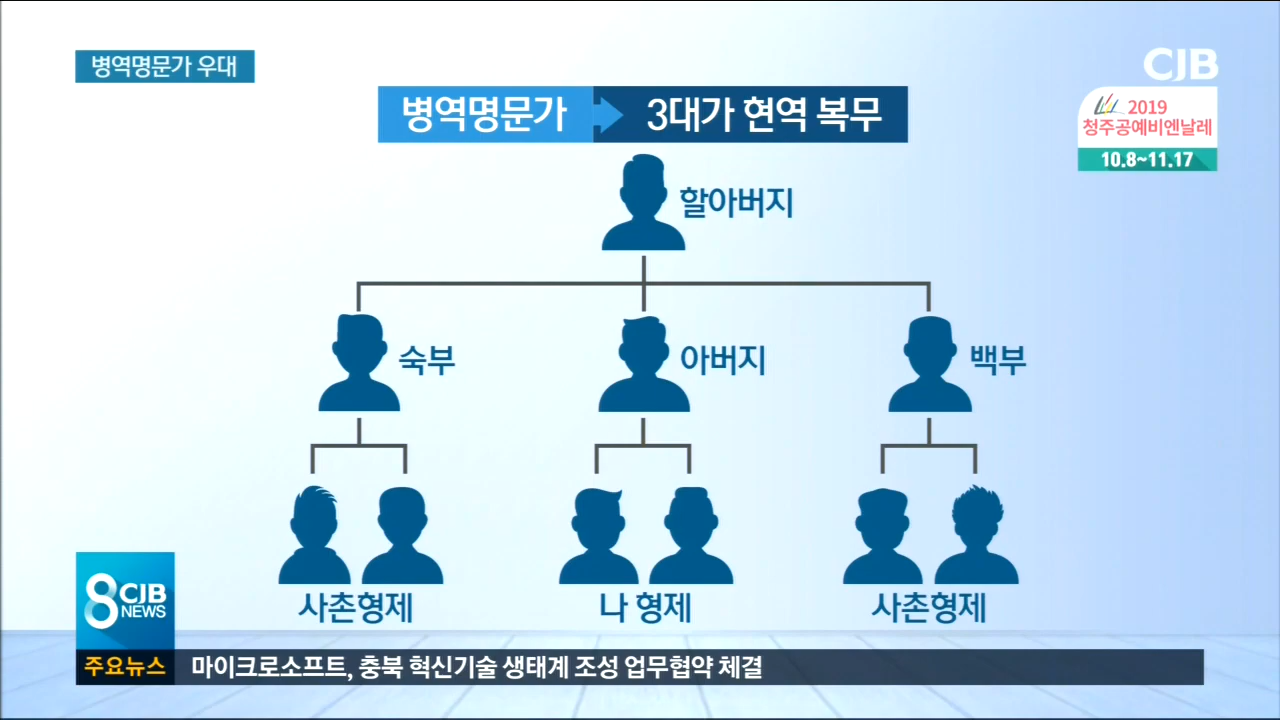 병역명문가 우대
CJB
2019
청주공예비엔날레
10.8~11.17
병역명문가 3대가 현역 복무
할아버지
숙부
아버지
백부
사촌형제
나 형제
사촌형제
8 CJB
NEWS
주요뉴스 마이크로소프트, 충북 혁신기술 생태계 조성 업무협약 체결